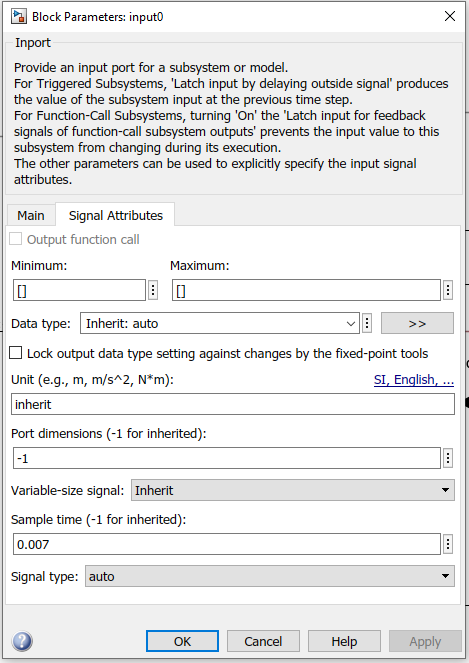 Block Parameters: input0
Inport
Provide an input port for a subsystem or model.
For Triggered Subsystems, 'Latch input by delaying outside signal' produces
the value of the subsystem input at the previous time step.
For Function-Call Subsystems, turning 'On' the 'Latch input for feedback
signals of function-call subsystem outputs' prevents the input value to this
subsystem from changing during its execution.
The other parameters can be used to explicitly specify the input signal
attributes.
Main Signal Attributes
Output function call
Minimum: Maximum:
[] []
Data type: Inherit: auto >>
Lock output data type setting against changes by the fixed-point tools
Unit (e.g., m, m/s^2, N*m): SI, English, ...
inherit
Port dimensions (-1 for inherited):
-1
Variable-size signal: Inherit
Sample time (-1 for inherited):
0.007
Signal type: auto
OK Cancel Help Apply